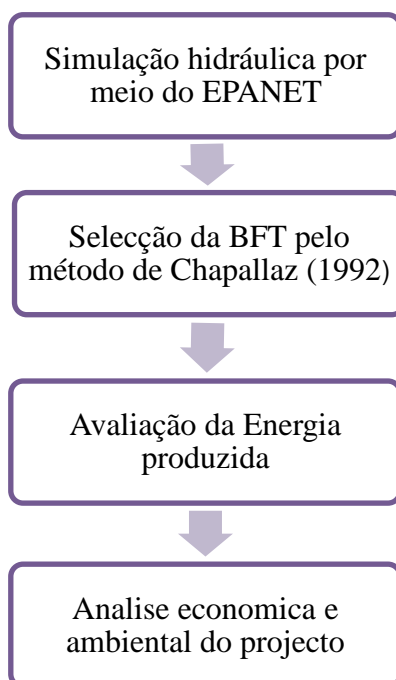 Simulação hidráulica por
meio do EPANET
Selecção da BFT pelo
método de Chapallaz (1992)
Avaliação da Energia
produzida
Analise economica e
ambiental do projecto